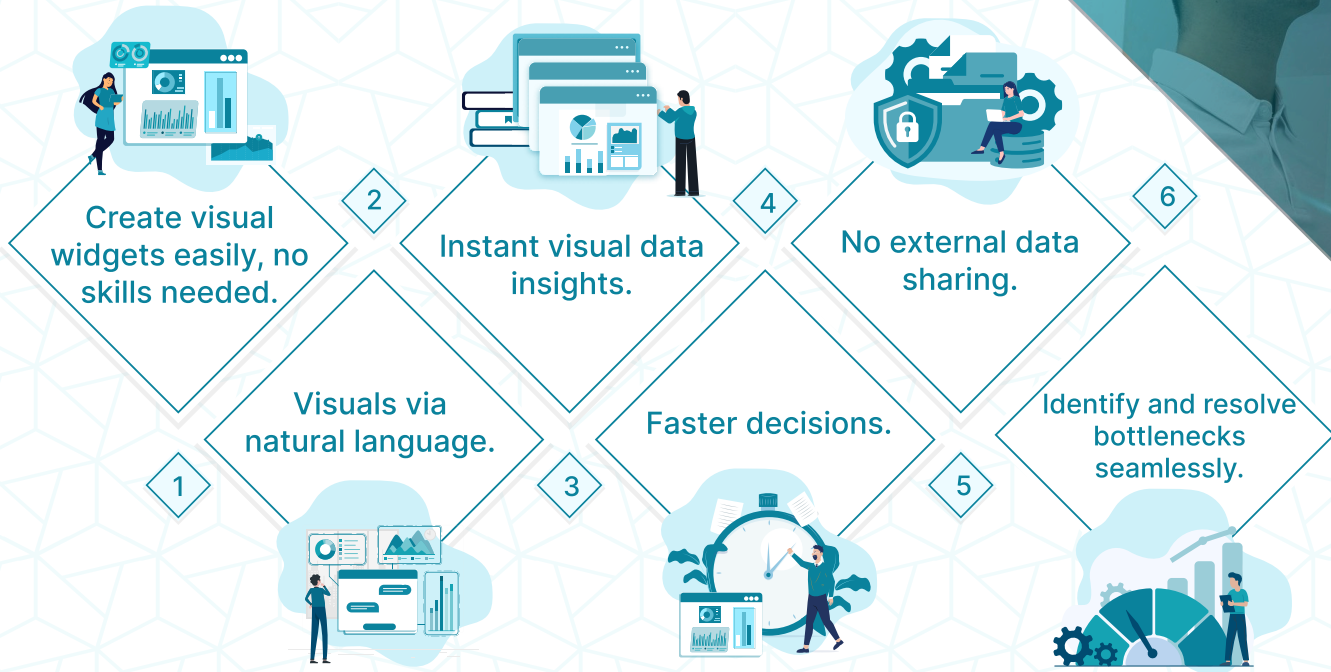 Create visual
widgets easily, no
skills needed.
1
2
Visuals via
natural language.
Instant visual data
insights.
3
4
Faster decisions.
No external data
sharing.
5
6
Identify and resolve
bottlenecks
seamlessly.